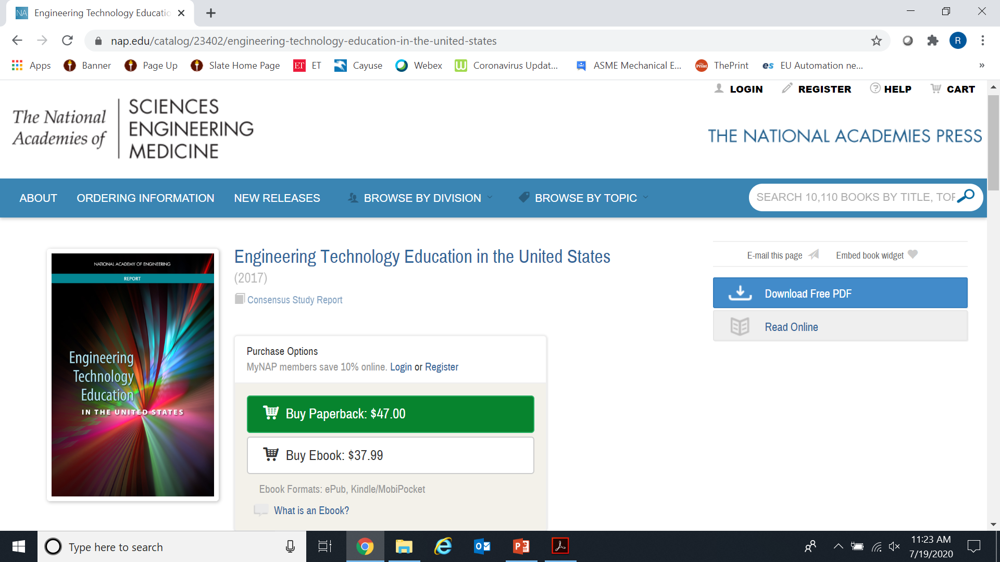 NA Engineering Technology Educatio
nap.edu/catalog/23402/engineering-technology-education-in-the-united-states
R
Apps Banner Page Up Slate Home Page ET ET Cayuse Webex Coronavirus Updat... ASME Mechanical E... ThePrint es EU Automation ne... »
LOGIN REGISTER ? HELP CART
The National
Academies of
SCIENCES
ENGINEERING
MEDICINE
THE NATIONAL ACADEMIES PRESS
ABOUT ORDERING INFORMATION NEW RELEASES BROWSE BY DIVISION BROWSE BY TOPIC SEARCH 10,110 BOOKS BY TITLE, TOP
NATIONAL ACADEMY OF ENGINEERING
REPORT
Engineering
Technology
Education
IN THE UNITED STATES
Engineering Technology Education in the United States
(2017)
Consensus Study Report
E-mail this page Embed book widget
Download Free PDF
Read Online
Purchase Options
MyNAP members save 10% online. Login or Register
Buy Paperback: $47.00
Buy Ebook: $37.99
Ebook Formats: ePub, Kindle/MobiPocket
What is an Ebook?
Type here to search
11:23 AM
7/19/2020